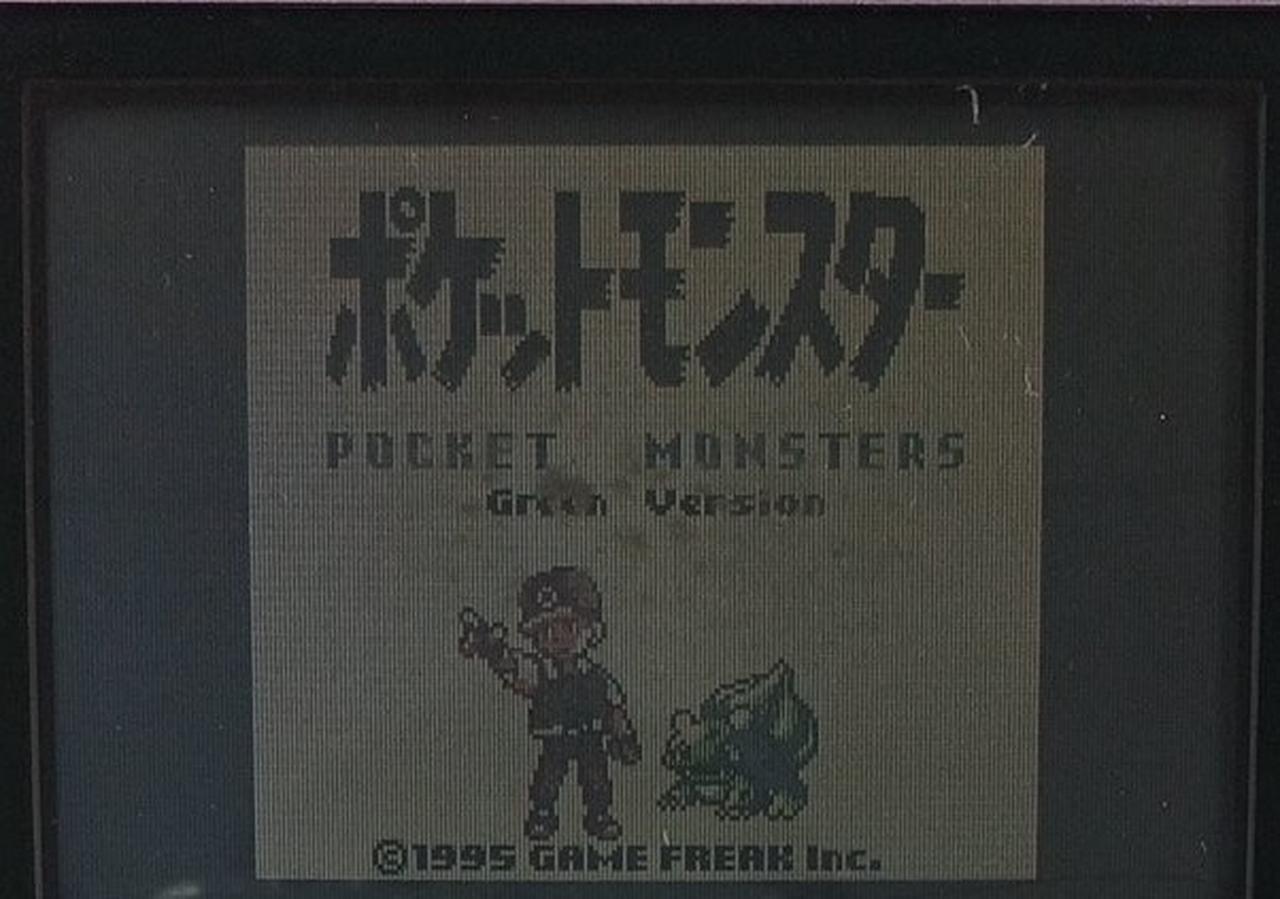 ポケットモンスター
POCKET MONSTERS
Green Version
©1995 GAME FREAK Inc.